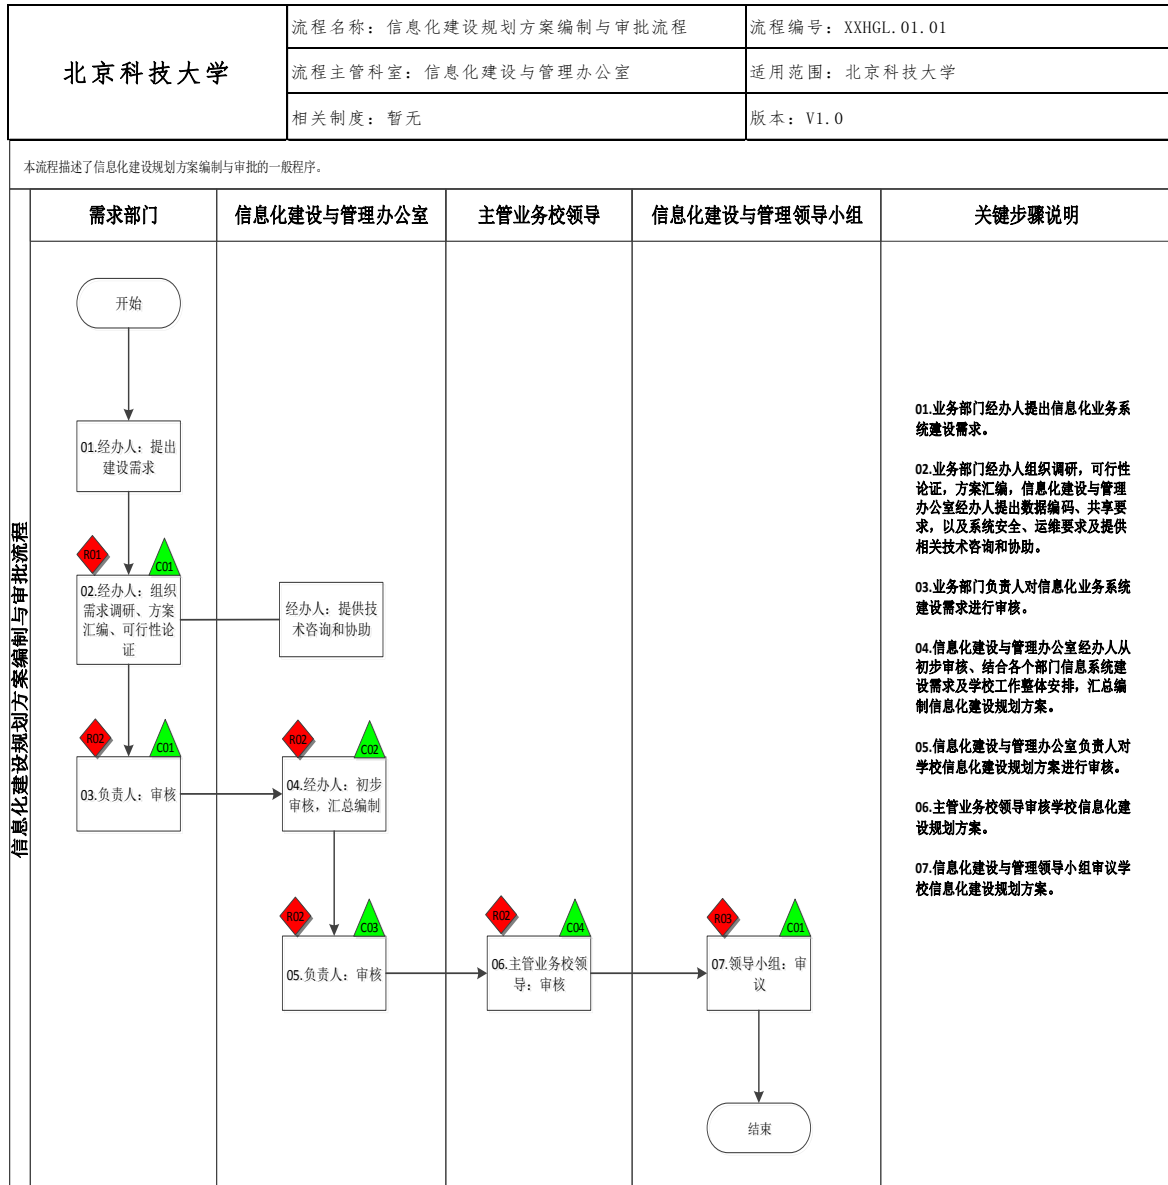 北京科技大学
流程名称：信息化建设规划方案编制与审批流程
流程编号：XXHGL.01.01
流程主管科室：信息化建设与管理办公室
适用范围：北京科技大学
相关制度：暂无
版本：V1.0
本流程描述了信息化建设规划方案编制与审批的一般程序。
信息化建设规划方案编制与审批流程
需求部门
信息化建设与管理办公室
主管业务校领导
信息化建设与管理领导小组
关键步骤说明
开始
01.经办人：提出
建设需求
R01
C01
02.经办人：组织
需求调研、方案
汇编、可行性论
证
经办人：提供技
术咨询和协助
R02
C01
03.负责人：审核
R02
C02
04.经办人：初步
审核，汇总编制
R02
C03
05.负责人：审核
R02
C04
06.主管业务校领
导：审核
R03
C01
07.领导小组：审
议
结束
01.业务部门经办人提出信息化业务系
统建设需求。
02.业务部门经办人组织调研，可行性
论证，方案汇编，信息化建设与管理
办公室经办人提出数据编码、共享要
求，以及系统安全、运维要求及提供
相关技术咨询和协助。
03.业务部门负责人对信息化业务系统
建设需求进行审核。
04.信息化建设与管理办公室经办人从
初步审核、结合各个部门信息系统建
设需求及学校工作整体安排，汇总编
制信息化建设规划方案。
05.信息化建设与管理办公室负责人对
学校信息化建设规划方案进行审核。
06.主管业务校领导审核学校信息化建
设规划方案。
07.信息化建设与管理领导小组审议学
校信息化建设规划方案。